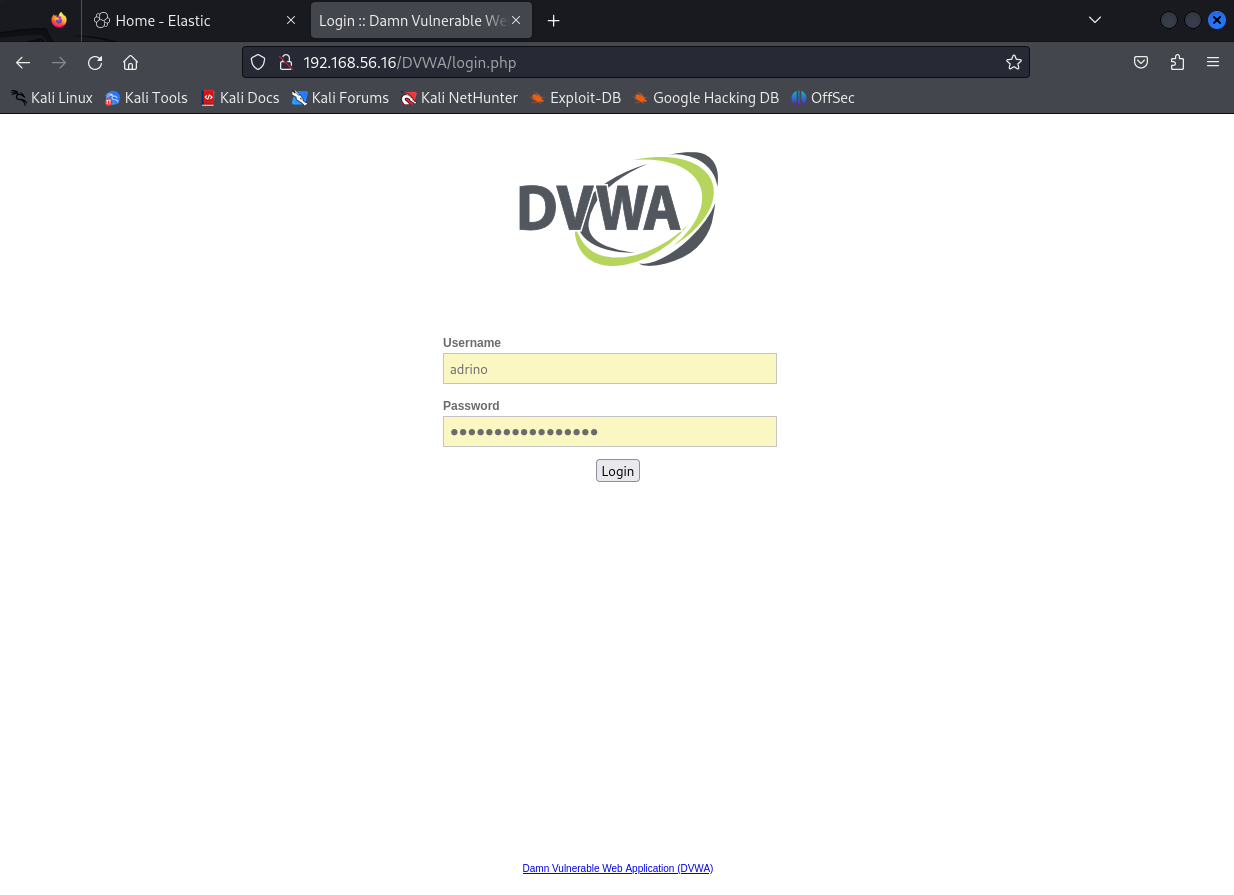 Home - Elastic
Login :: Damn Vulnerable We
192.168.56.16/DVWA/login.php
Kali Linux Kali Tools Kali Docs Kali Forums Kali NetHunter Exploit-DB Google Hacking DB OffSec
DVWA
Username
adrino
Password
•••••••••••••••••
Login
Damn Vulnerable Web Application (DVWA)